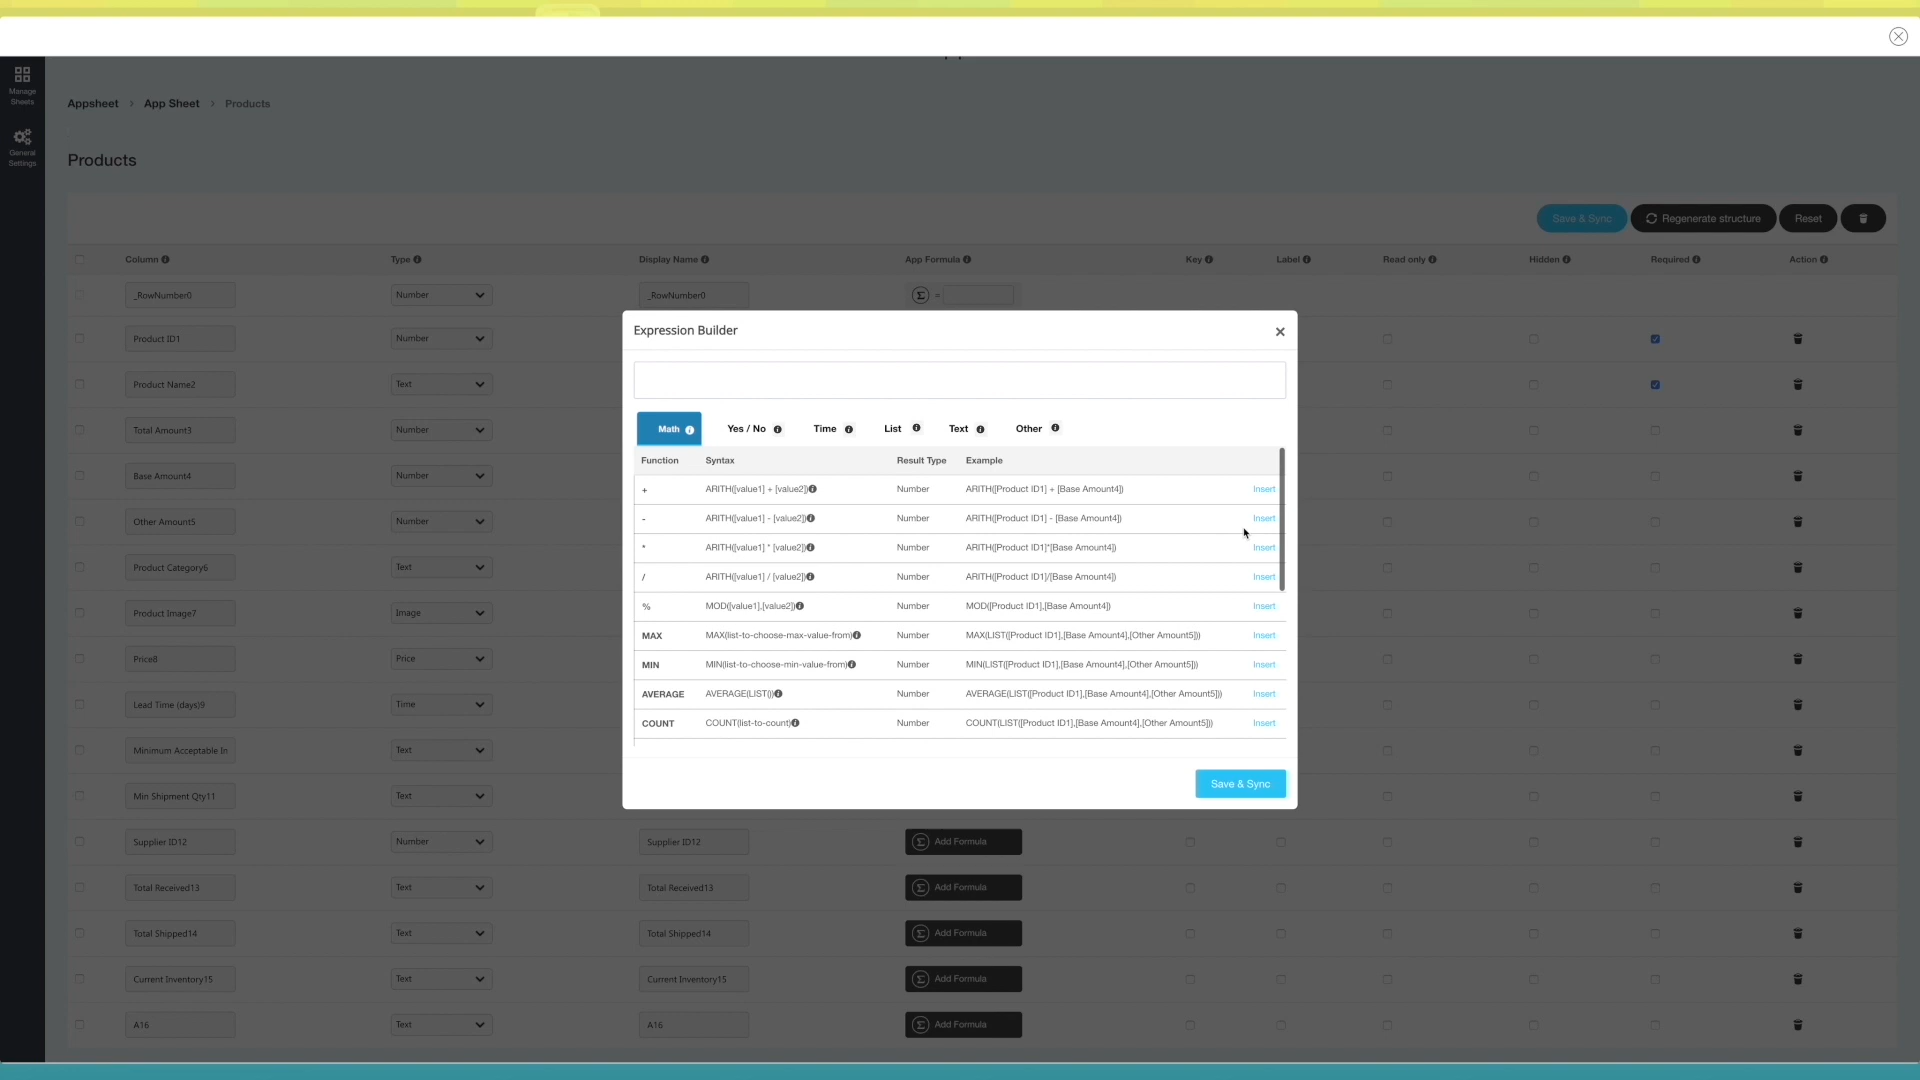 Manage
Sheets
General
Settings
Appsheet > App Sheet > Products
Products
Save & Sync Regenerate structure Reset
Column Type Display Name App Formula Key Label Read only Hidden Required Action
_RowNumber0 Number _RowNumber0 =
Product ID1 Number
Product Name2 Text
Total Amount3 Number
Base Amount4 Number
Other Amount5 Number
Product Category6 Text
Product Image7 Image
Price8 Price
Lead Time (days)9 Time
Minimum Acceptable In Text
Min Shipment Qty11 Text
Supplier ID12 Number Supplier ID12 Add Formula
Total Received13 Text Total Received13 Add Formula
Total Shipped14 Text Total Shipped14 Add Formula
Current Inventory15 Text Current Inventory15 Add Formula
A16 Text A16 Add Formula
Expression Builder
Math Yes / No Time List Text Other
Function Syntax Result Type Example
+ ARITH([value1] + [value2]) Number ARITH([Product ID1] + [Base Amount4]) Insert
- ARITH([value1] - [value2]) Number ARITH([Product ID1] - [Base Amount4]) Insert
* ARITH([value1] * [value2]) Number ARITH([Product ID1]*[Base Amount4]) Insert
/ ARITH([value1] / [value2]) Number ARITH([Product ID1]/[Base Amount4]) Insert
% MOD([value1],[value2]) Number MOD([Product ID1],[Base Amount4]) Insert
MAX MAX(list-to-choose-max-value-from) Number MAX(LIST([Product ID1],[Base Amount4],[Other Amount5])) Insert
MIN MIN(list-to-choose-min-value-from) Number MIN(LIST([Product ID1],[Base Amount4],[Other Amount5])) Insert
AVERAGE AVERAGE(LIST()) Number AVERAGE(LIST([Product ID1],[Base Amount4],[Other Amount5])) Insert
COUNT COUNT(list-to-count) Number COUNT(LIST([Product ID1],[Base Amount4],[Other Amount5])) Insert
Save & Sync